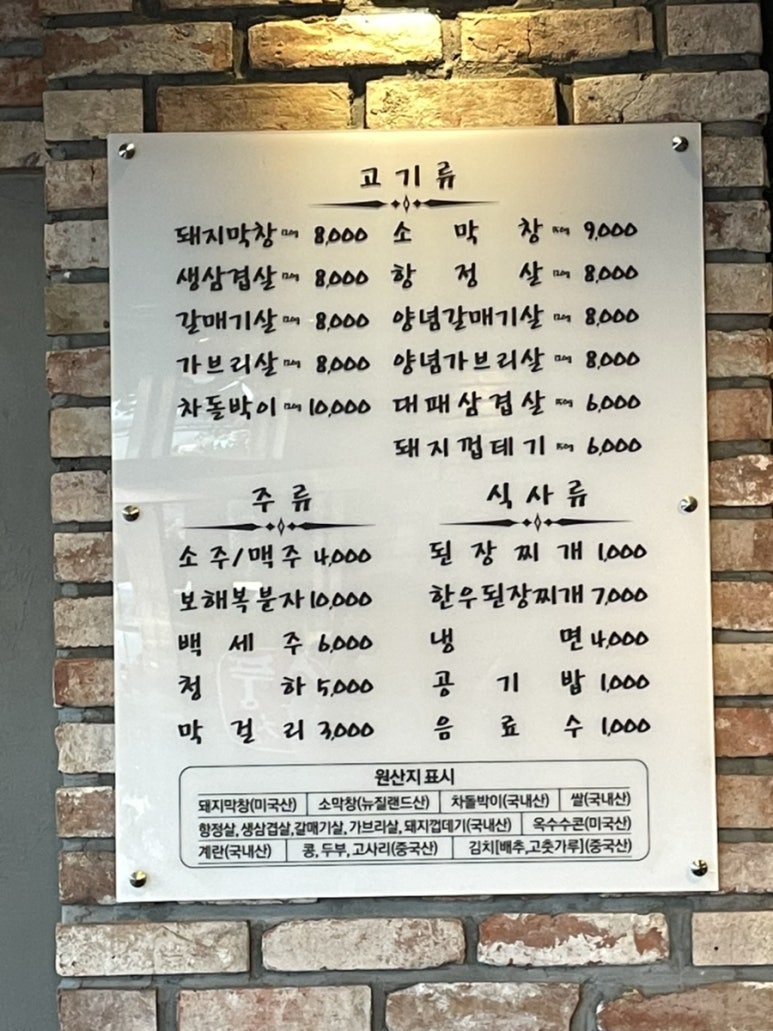 고기류
돼지막창 8,000 소막창 9,000
생삼겹살 8,000 항정살 8,000
갈매기살 8,000 양념갈매기살 8,000
가브리살 8,000 양념가브리살 8,000
차돌박이 10,000 대패삼겹살 6,000
돼지껍데기 6,000
주류
소주/맥주 4,000
보해복분자 10,000
백세주 6,000
청하 5,000
막걸리 3,000
식사류
된장찌개 1,000
한우된장찌개 7,000
냉면 4,000
공기밥 1,000
음료수 1,000
원산지 표시
돼지막창(미국산) 소막창(뉴질랜드산) 차돌박이(국내산) 쌀(국내산)
항정살, 생삼겹살,갈매기살, 가브리살, 돼지껍데기(국내산) 옥수수콘(미국산)
계란(국내산) 콩, 두부, 고사리(중국산) 김치[배추,고춧가루](중국산)